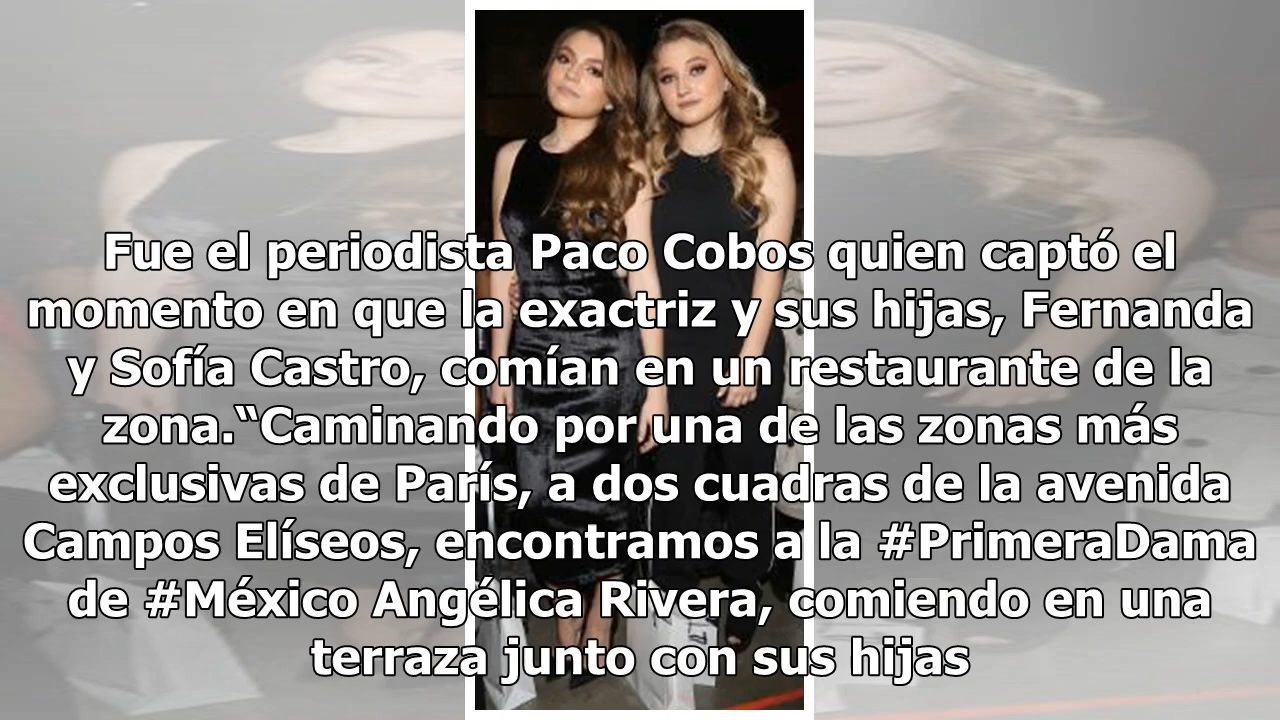 Fue el periodista Paco Cobos quien captó el
momento en que la exactriz y sus hijas, Fernanda
y Sofía Castro, comían en un restaurante de la
zona.“Caminando por una de las zonas más
exclusivas de París, a dos cuadras de la avenida
Campos Elíseos, encontramos a la #PrimeraDama
de #México Angélica Rivera, comiendo en una
terraza junto con sus hijas